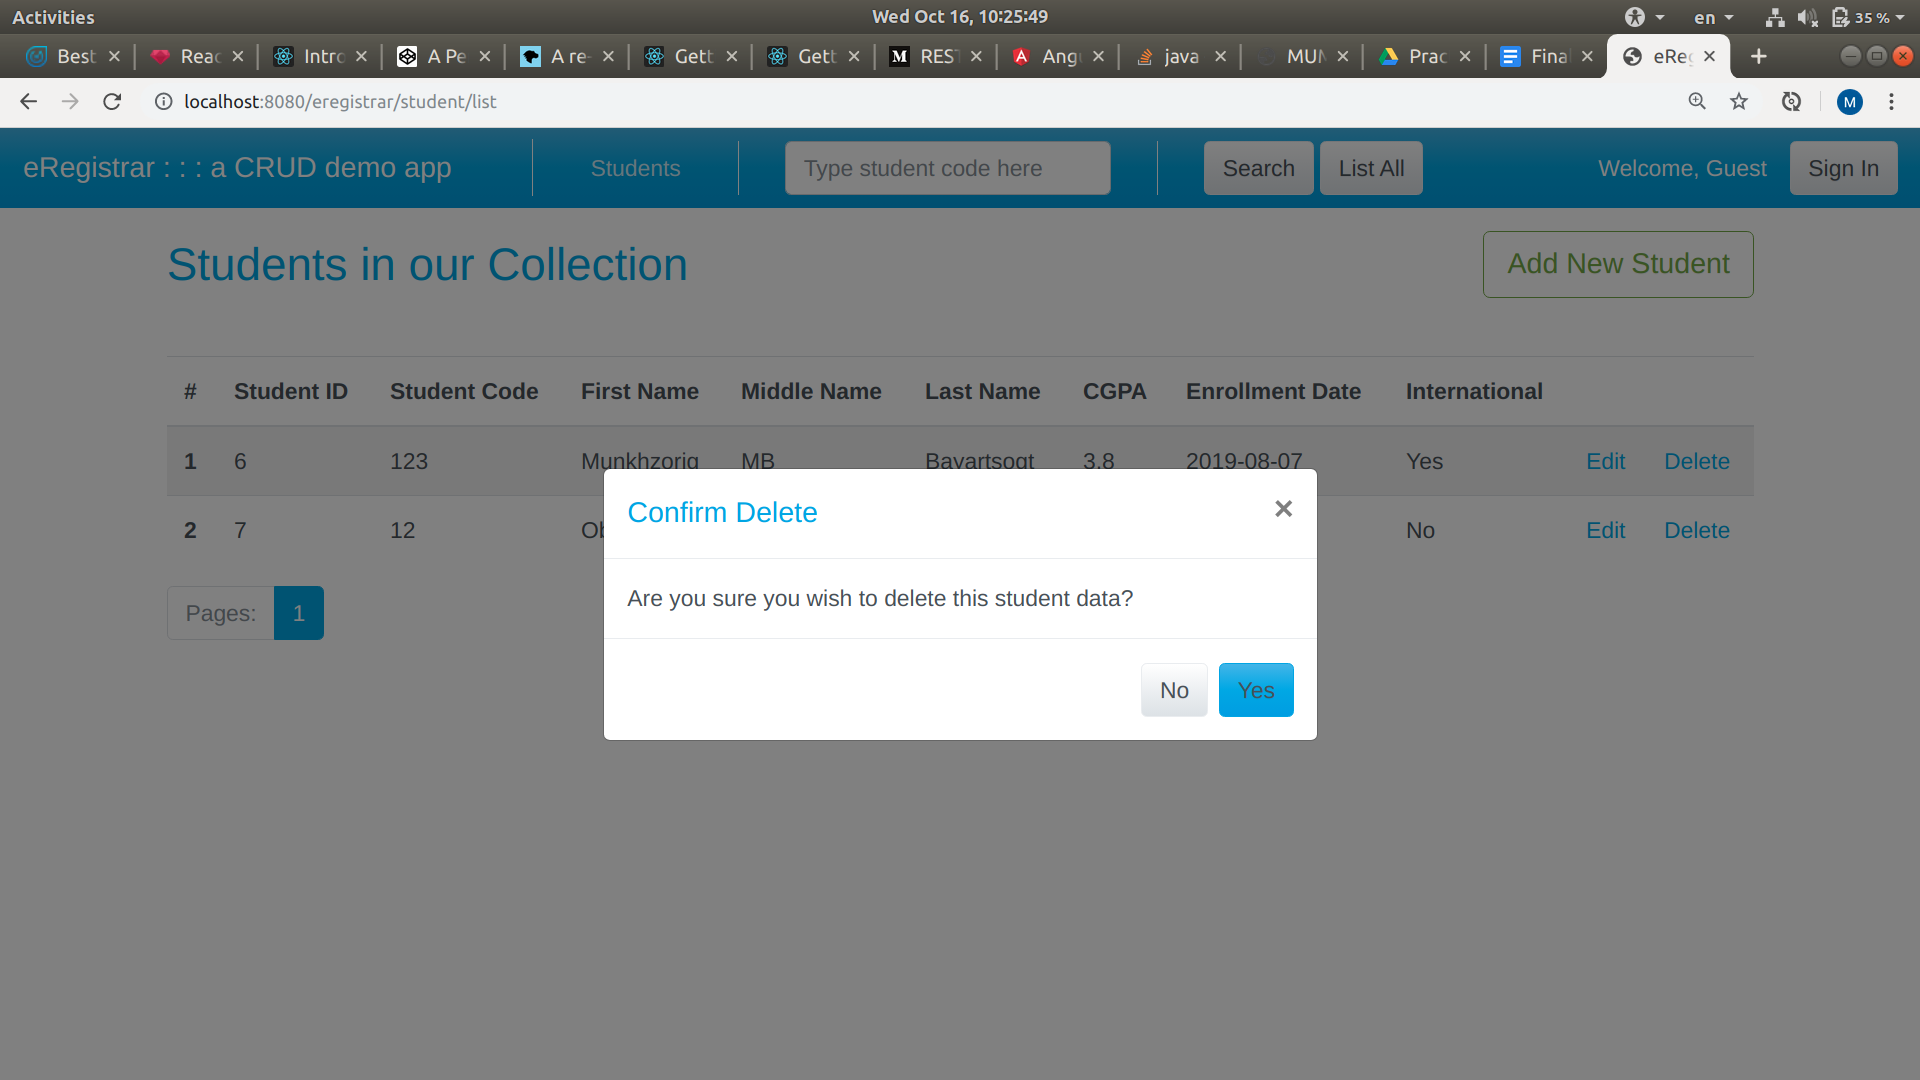 Activities
Wed Oct 16, 10:25:49
en
35 %
Best
Reac
Intro
A Pe
A re-
Gett
Gett
REST
Angu
java
MUM
Prac
Final
eReg
localhost:8080/eregistrar/student/list
M
eRegistrar : : : a CRUD demo app
Students
Type student code here
Search
List All
Welcome, Guest
Sign In
Students in our Collection
Add New Student
# Student ID Student Code First Name Middle Name Last Name CGPA Enrollment Date International
1 6 123 Munkhzorig MB Bayartsogt 3.8 2019-08-07 Yes Edit Delete
2 7 12 Ob No Edit Delete
Pages: 1
Confirm Delete
×
Are you sure you wish to delete this student data?
No
Yes